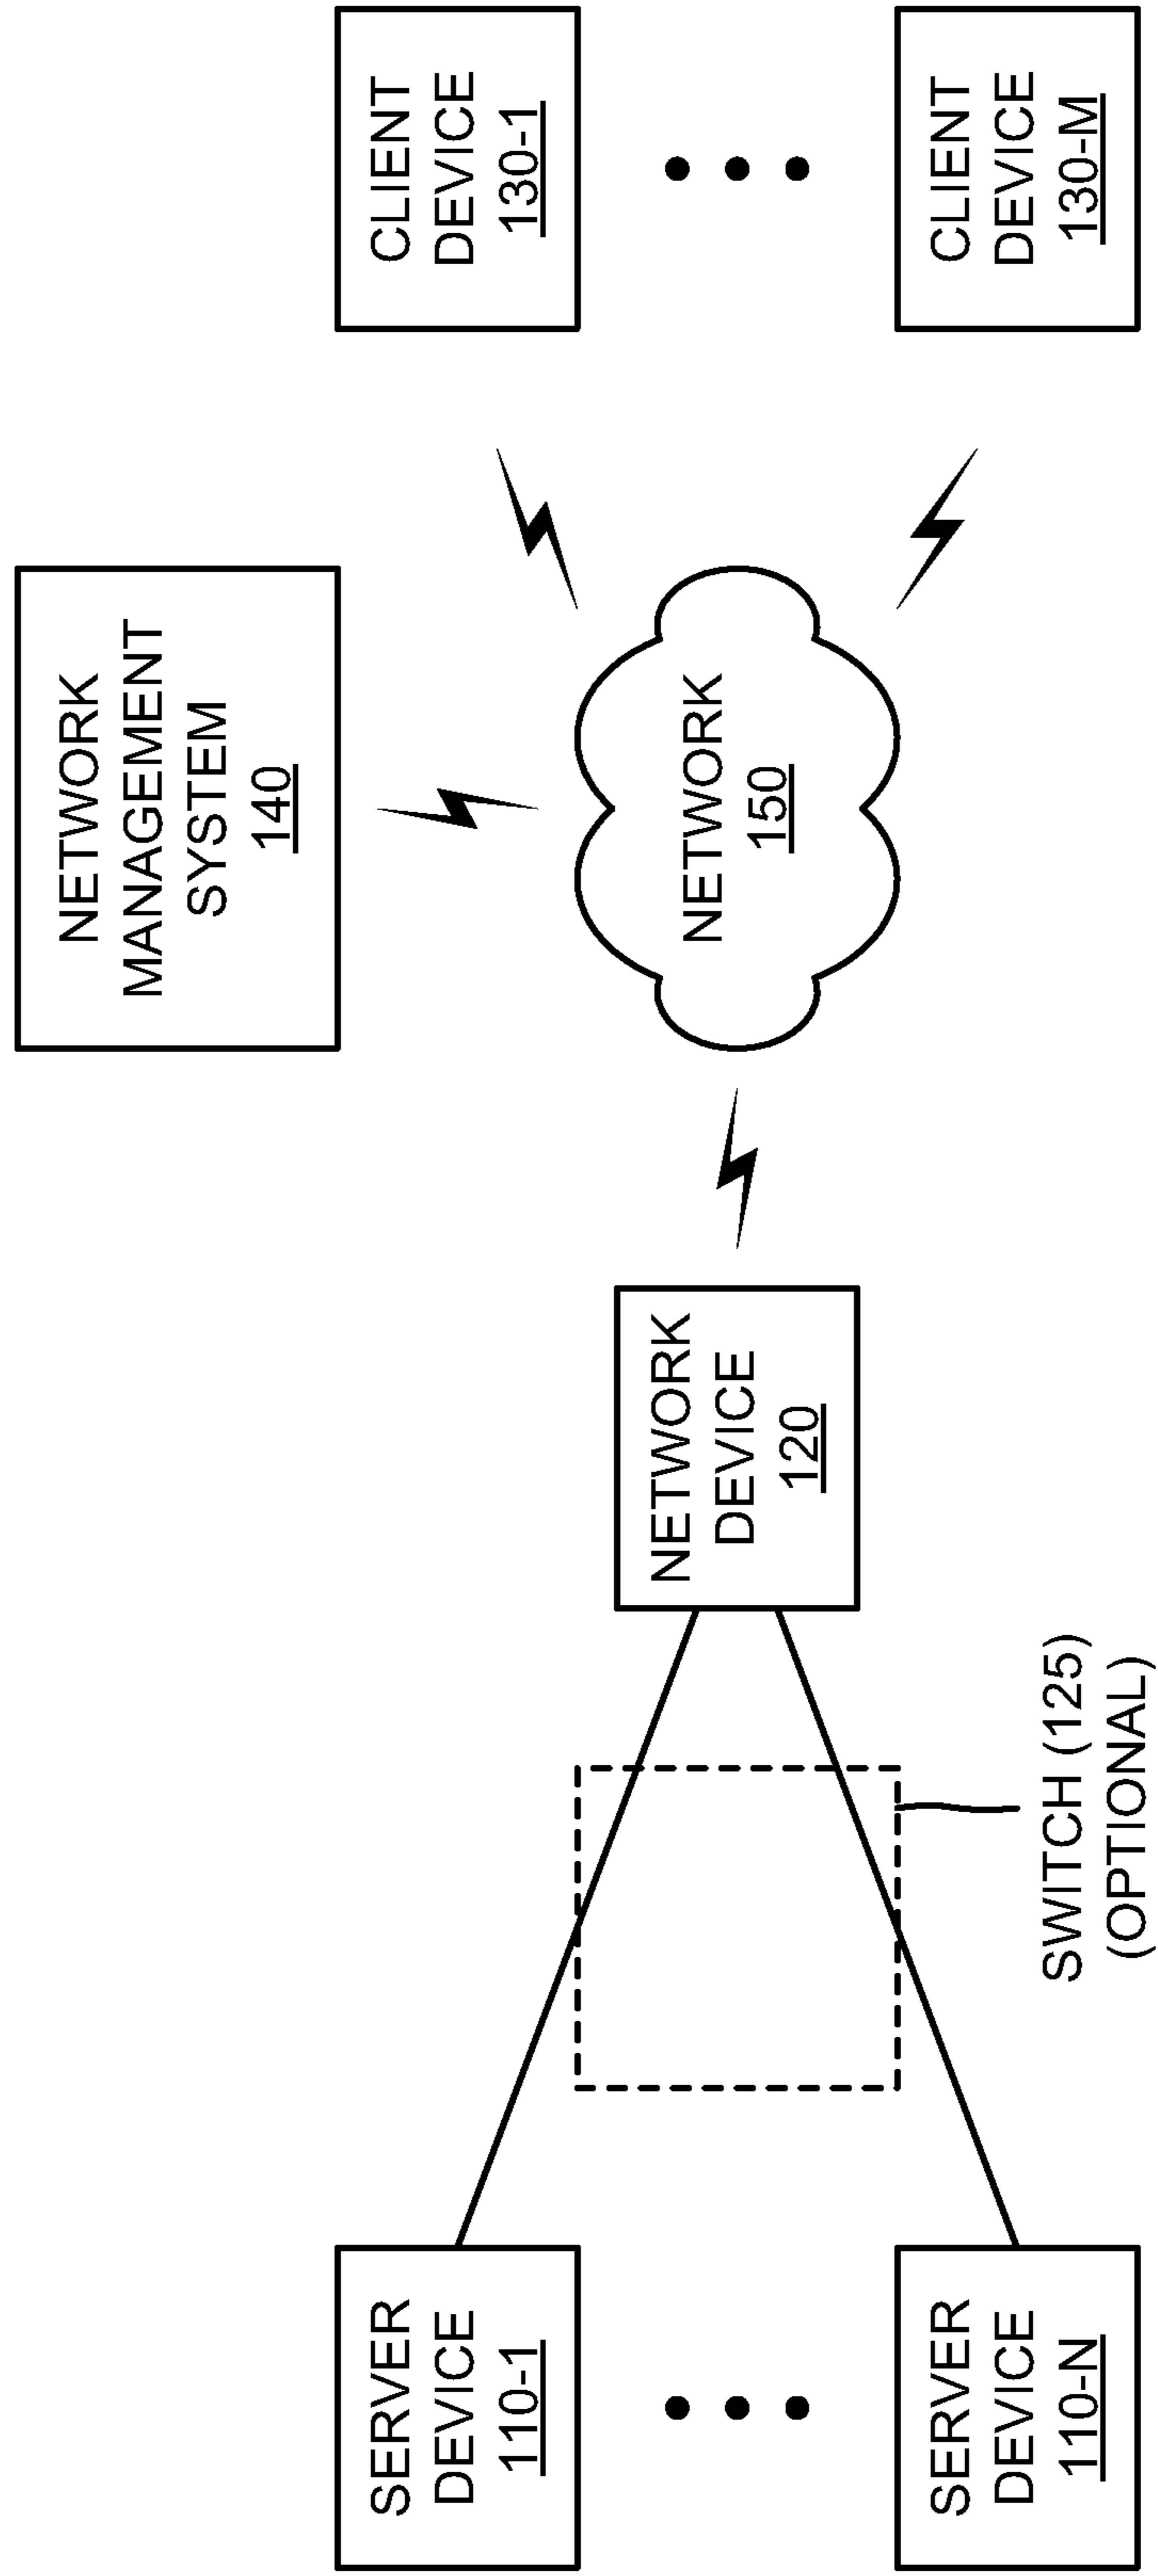 NETWORK
MANAGEMENT
SYSTEM
140
SERVER
DEVICE
110-1
CLIENT
DEVICE
130-1
NETWORK
DEVICE
120
NETWORK
150
SERVER
DEVICE
110-N
CLIENT
DEVICE
130-M
SWITCH (125)
(OPTIONAL)